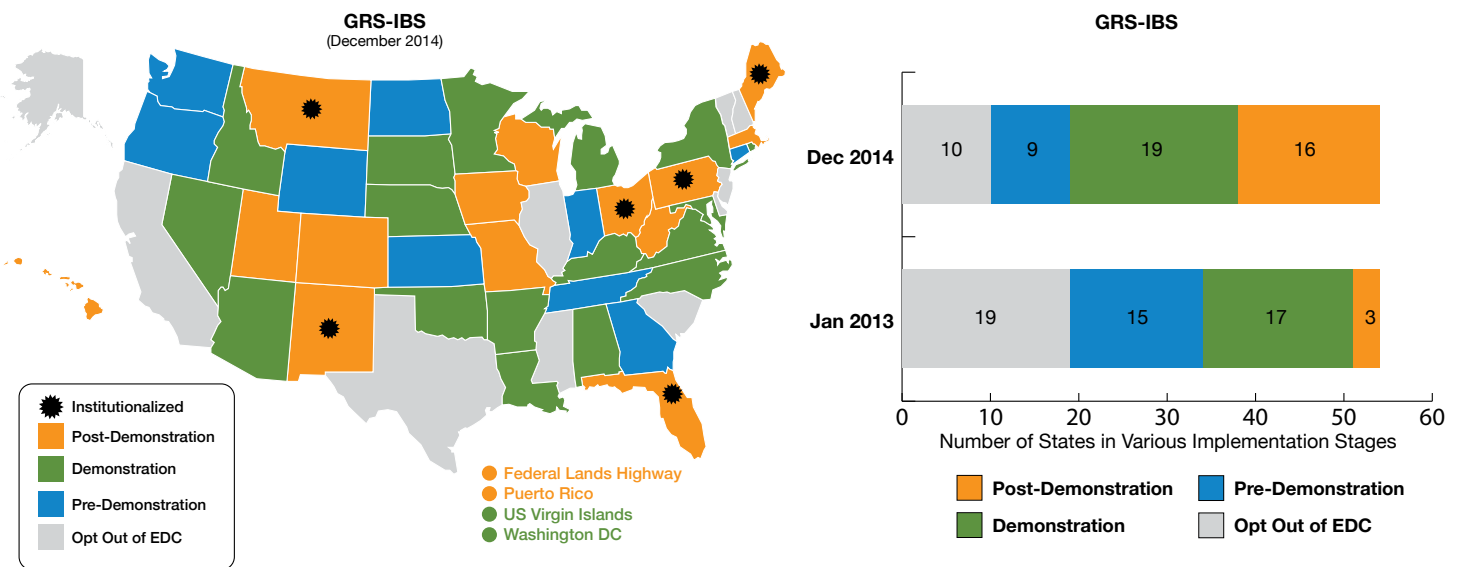 GRS-IBS
(December 2014)
Institutionalized
Post-Demonstration
Demonstration
Pre-Demonstration
Opt Out of EDC
Federal Lands Highway
Puerto Rico
US Virgin Islands
Washington DC
GRS-IBS
Dec 2014
10 9 19 16
Jan 2013
19 15 17 3
0 10 20 30 40 50 60
Number of States in Various Implementation Stages
Post-Demonstration Pre-Demonstration
Demonstration Opt Out of EDC